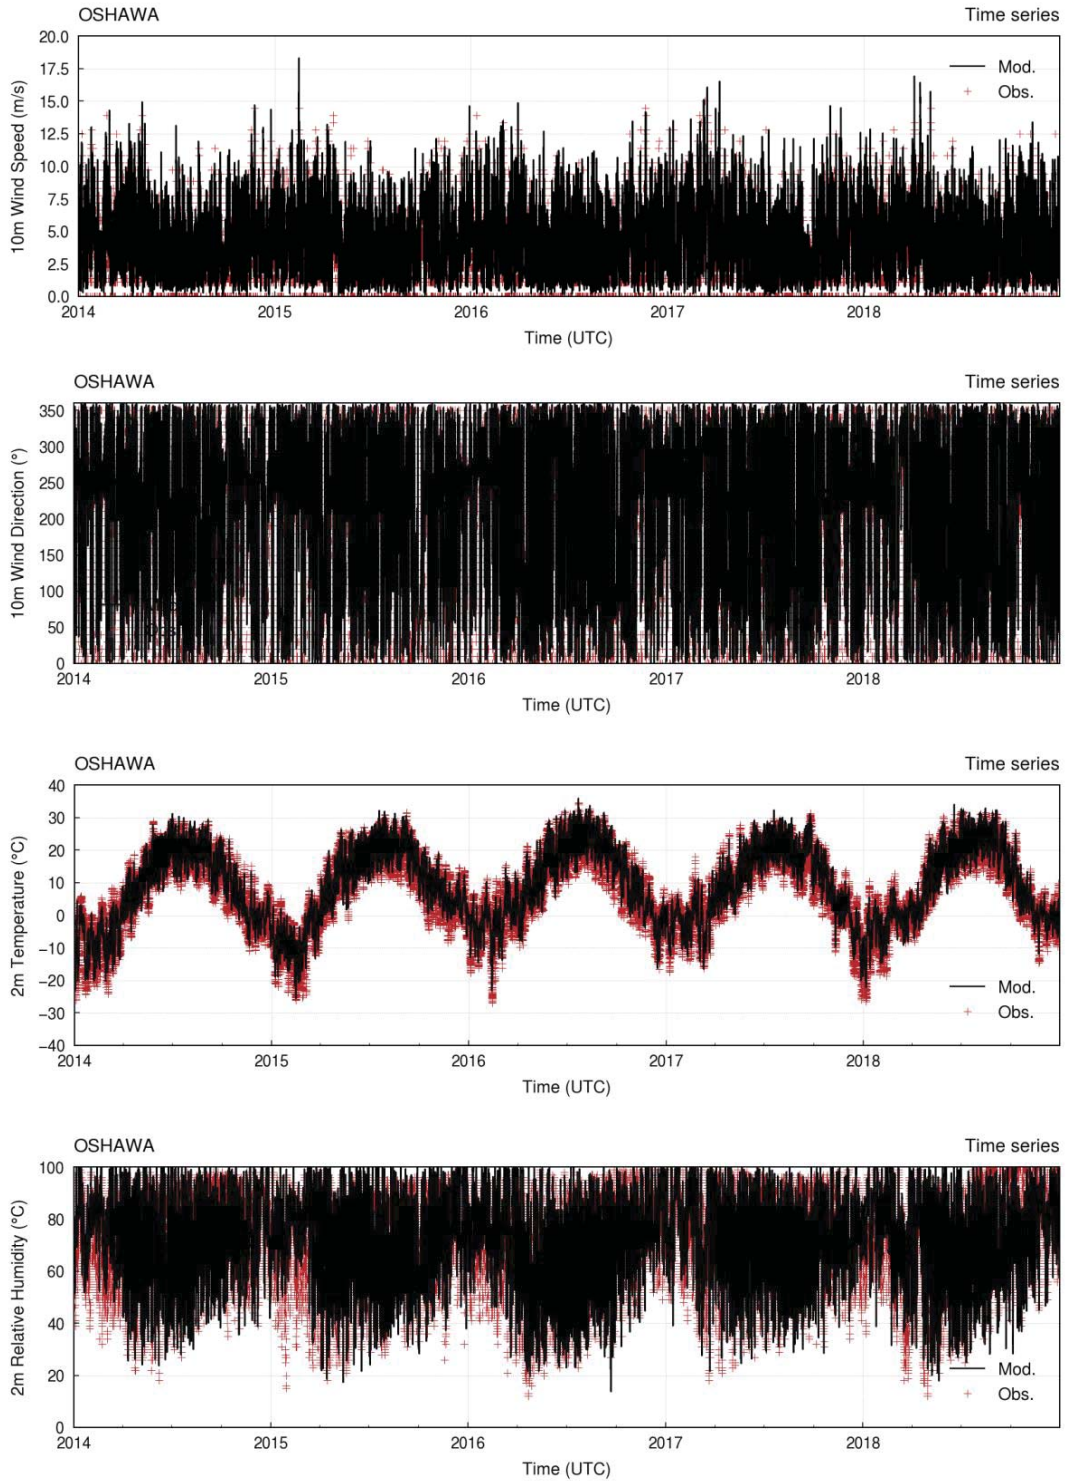 OSHAWA Time series
20.0
17.5
15.0
12.5
10.0
7.5
5.0
2.5
0.0
10m Wind Speed (m/s)
Mod.
Obs.
2014 2015 2016 2017 2018
Time (UTC)
OSHAWA Time series
350
300
250
200
150
100
50
0
10m Wind Direction (°)
2014 2015 2016 2017 2018
Time (UTC)
OSHAWA Time series
40
30
20
10
0
−10
−20
−30
−40
2m Temperature (°C)
Mod.
Obs.
2014 2015 2016 2017 2018
Time (UTC)
OSHAWA Time series
100
80
60
40
20
0
2m Relative Humidity (°C)
Mod.
Obs.
2014 2015 2016 2017 2018
Time (UTC)